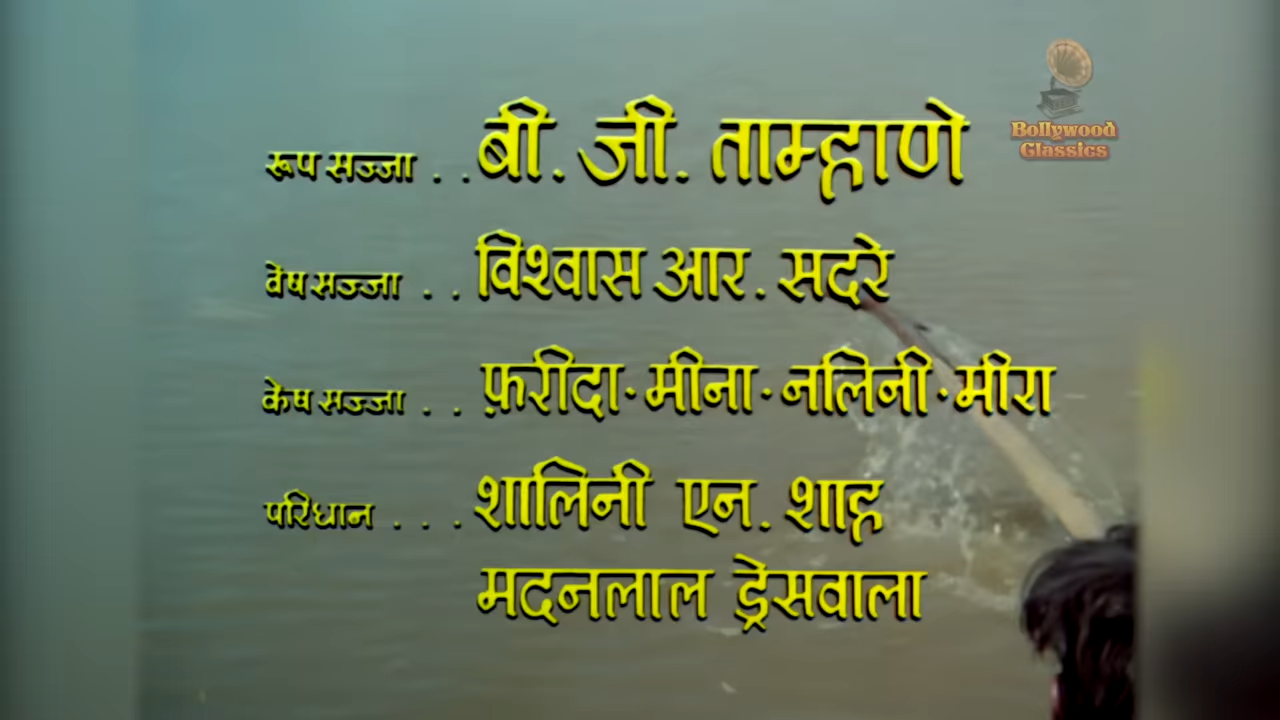 रूप सज्जा . . बी. जी. ताम्हाणे
वेष सज्जा . . विश्वास आर. सदरे
केष सज्जा . . फ़रीदा · मीना · नलिनी · मीरा
परिधान . . . शालिनी एन. शाह
मदनलाल ड्रेसवाला
Bollywood
Classics